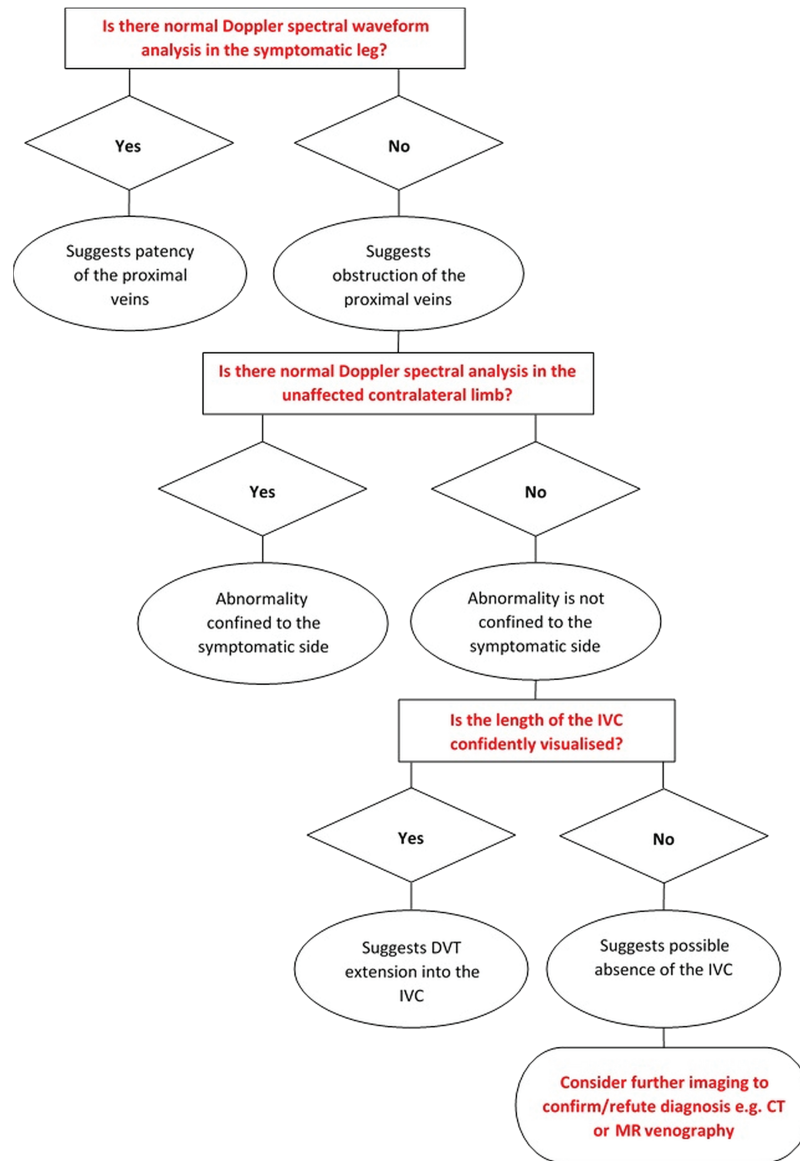 Is there normal Doppler spectral waveform
analysis in the symptomatic leg?
Yes
No
Suggests patency
of the proximal
veins
Suggests
obstruction of the
proximal veins
Is there normal Doppler spectral analysis in the
unaffected contralateral limb?
Yes
No
Abnormality
confined to the
symptomatic side
Abnormality is not
confined to the
symptomatic side
Is the length of the IVC
confidently visualised?
Yes
No
Suggests DVT
extension into the
IVC
Suggests possible
absence of the IVC
Consider further imaging to
confirm/refute diagnosis e.g. CT
or MR venography